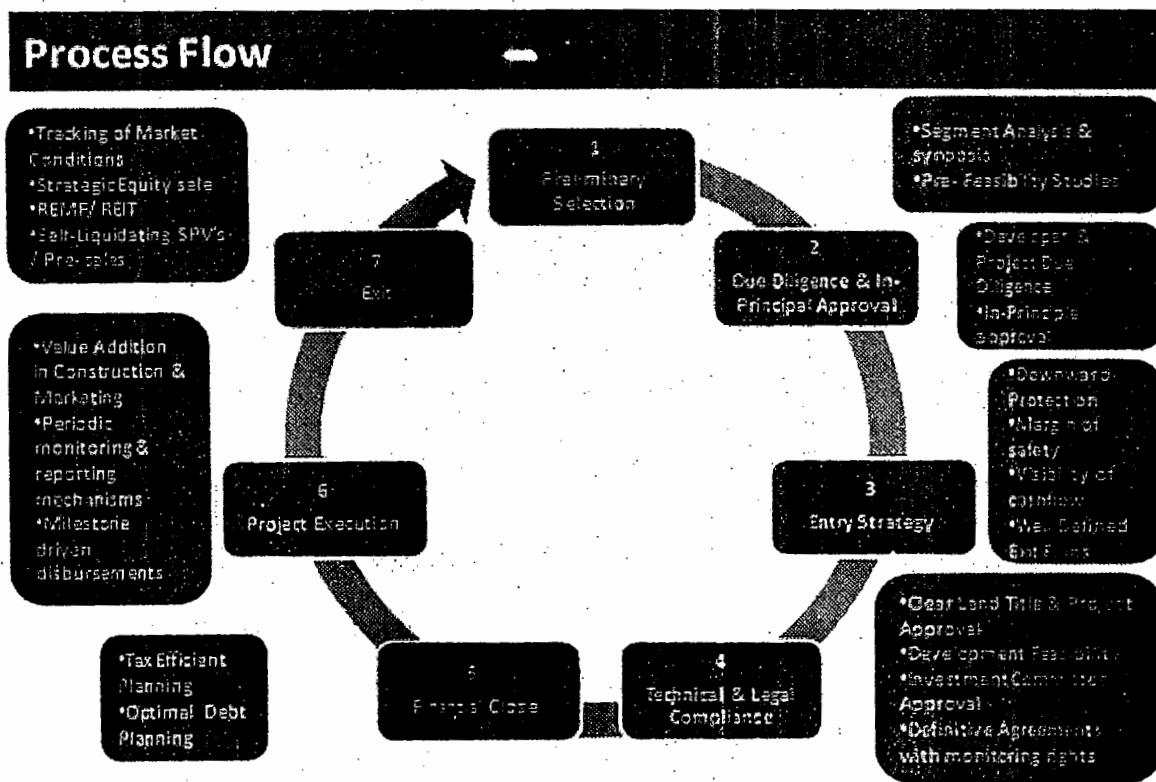 Process Flow
•Tracking of Market
Conditions
•Strategic Equity sale
•REMF/ REIT
•Self-Liquidating SPV's
/ Pre-sales
1
Preliminary
Selection
•Segment Analysis &
synopsis
•Pre- Feasibility Studies
2
Due Diligence & In-
Principal Approval
•Developer &
Project Due
Diligence
•In-Principle
approval
7
Exit
•Value Addition
in Construction &
Marketing
•Periodic
monitoring &
reporting
mechanisms
•Milestone
driven
disbursements
•Downward
Protection
•Margin of
safety
•Visibility of
cashflow
•Well Defined
Exit Plans
6
Project Execution
3
Entry Strategy
•Clear Land Title & Project
Approval
•Development Feasibility
•Investment Committee
Approval
•Definitive Agreements
with monitoring rights
•Tax Efficient
Planning
•Optimal Debt
Planning
5
Financial Close
4
Technical & Legal
Compliance